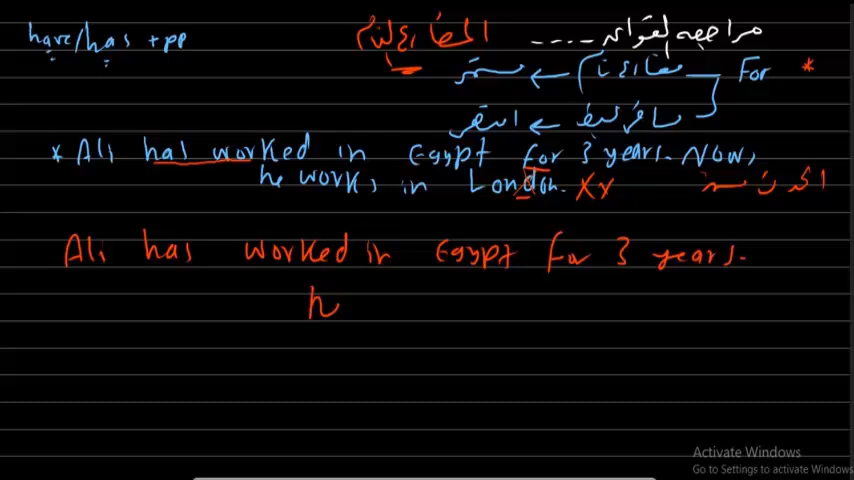 have/has + pp المضارع التام مراجعه لقواعد ....
* For مضارع تام ← مستمر
ماضي بسيط ← انتهى
* Ali has worked in Egypt for 3 years. Now,
he works in London. XX
Ali has worked in Egypt for 3 years.
h
Activate Windows
Go to Settings to activate Windows